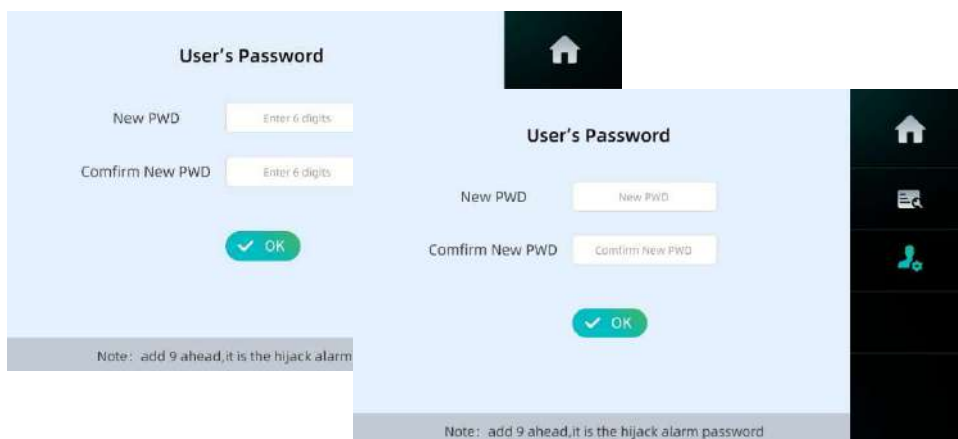 User's Password
New PWD Enter 6 digits
Comfirm New PWD Enter 6 digits
OK
Note: add 9 ahead,it is the hijack alarm
User's Password
New PWD New PWD
Comfirm New PWD Comfirm New PWD
OK
Note: add 9 ahead,it is the hijack alarm password